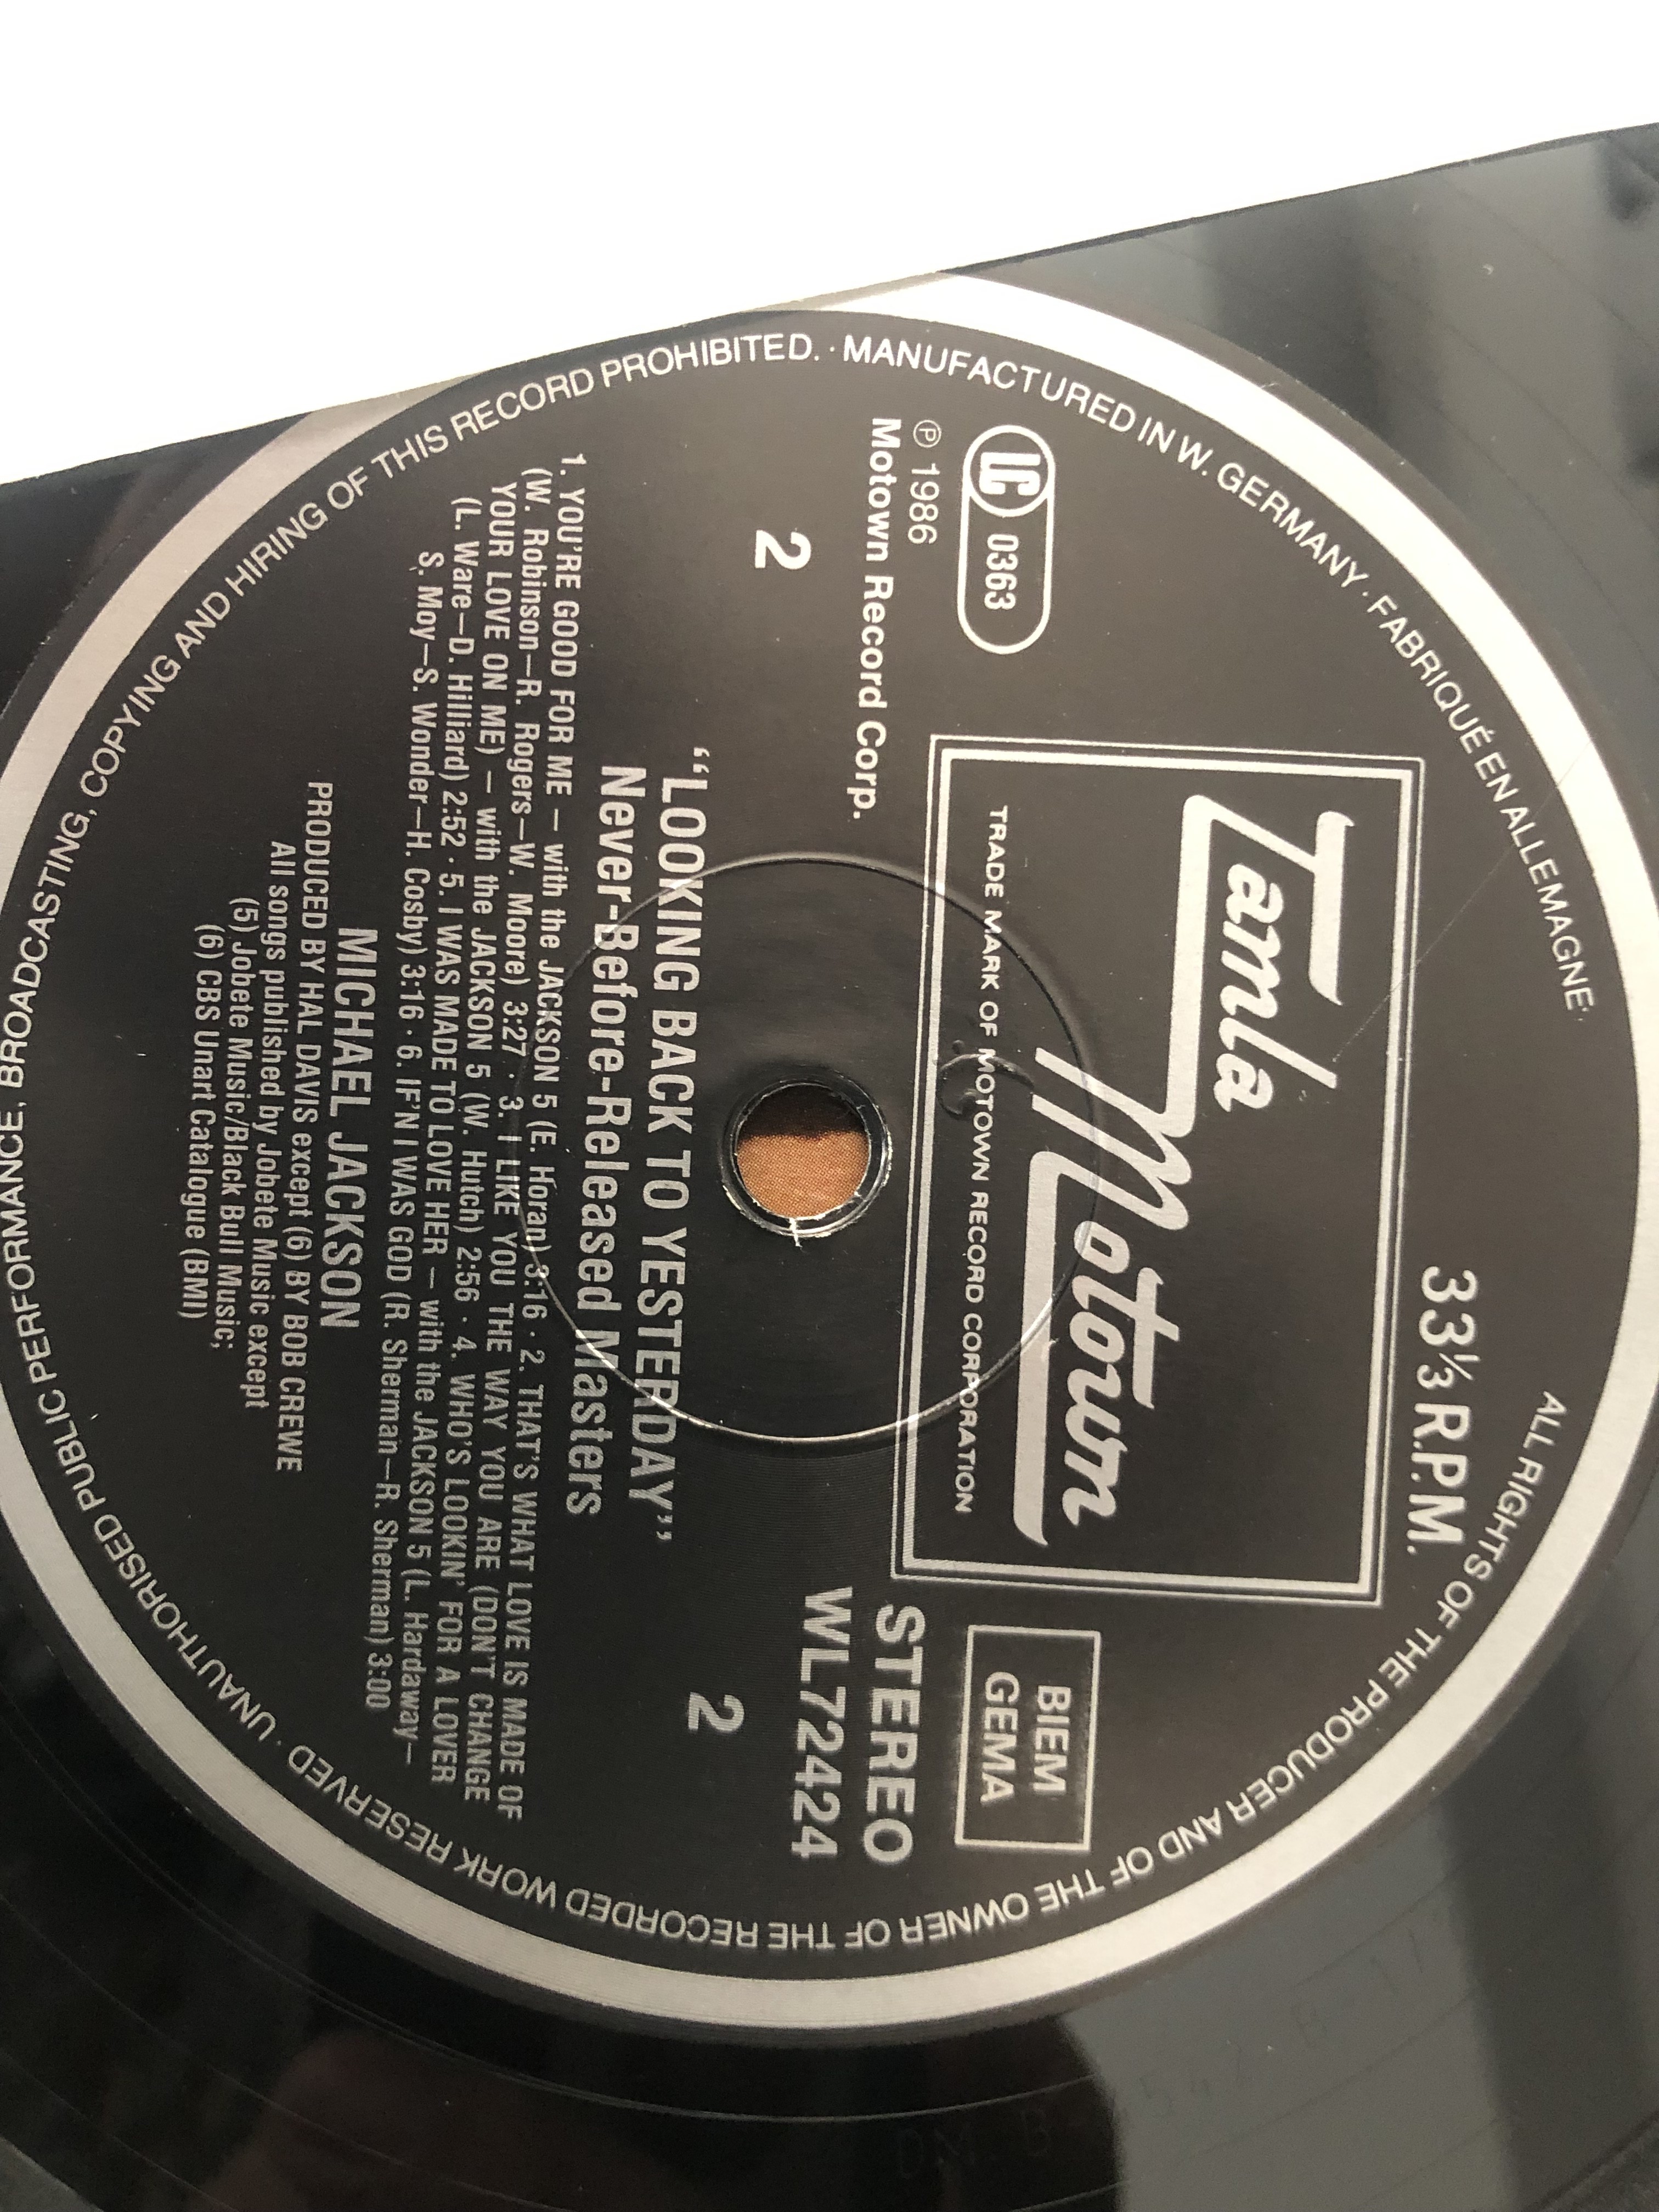 33⅓ R.P.M.
Tamla
Motown
TRADE MARK OF MOTOWN RECORD CORPORATION
LC 0363
℗ 1986
Motown Record Corp.
BIEM
GEMA
STEREO
WL72424
2
2
“LOOKING BACK TO YESTERDAY”
Never-Before-Released Masters
1. YOU'RE GOOD FOR ME – with the JACKSON 5 (E. Horan) 3:16 · 2. THAT'S WHAT LOVE IS MADE OF
(W. Robinson–R. Rogers–W. Moore) 3:27 · 3. I LIKE YOU THE WAY YOU ARE (DON'T CHANGE
YOUR LOVE ON ME) – with the JACKSON 5 (W. Hutch) 2:56 · 4. WHO'S LOOKIN' FOR A LOVER
(L. Ware–D. Hilliard) 2:52 · 5. I WAS MADE TO LOVE HER – with the JACKSON 5 (L. Hardaway–
S. Moy–S. Wonder–H. Cosby) 3:16 · 6. IF'N I WAS GOD (R. Sherman–R. Sherman) 3:00
MICHAEL JACKSON
PRODUCED BY HAL DAVIS except (6) BY BOB CREWE
All songs published by Jobete Music except
(5) Jobete Music/Black Bull Music;
(6) CBS Unart Catalogue (BMI)
ALL RIGHTS OF THE PRODUCER AND OF THE OWNER OF THE RECORDED WORK RESERVED · UNAUTHORISED PUBLIC PERFORMANCE, BROADCASTING, COPYING AND HIRING OF THIS RECORD PROHIBITED. · MANUFACTURED IN W. GERMANY · FABRIQUÉ EN ALLEMAGNE ·